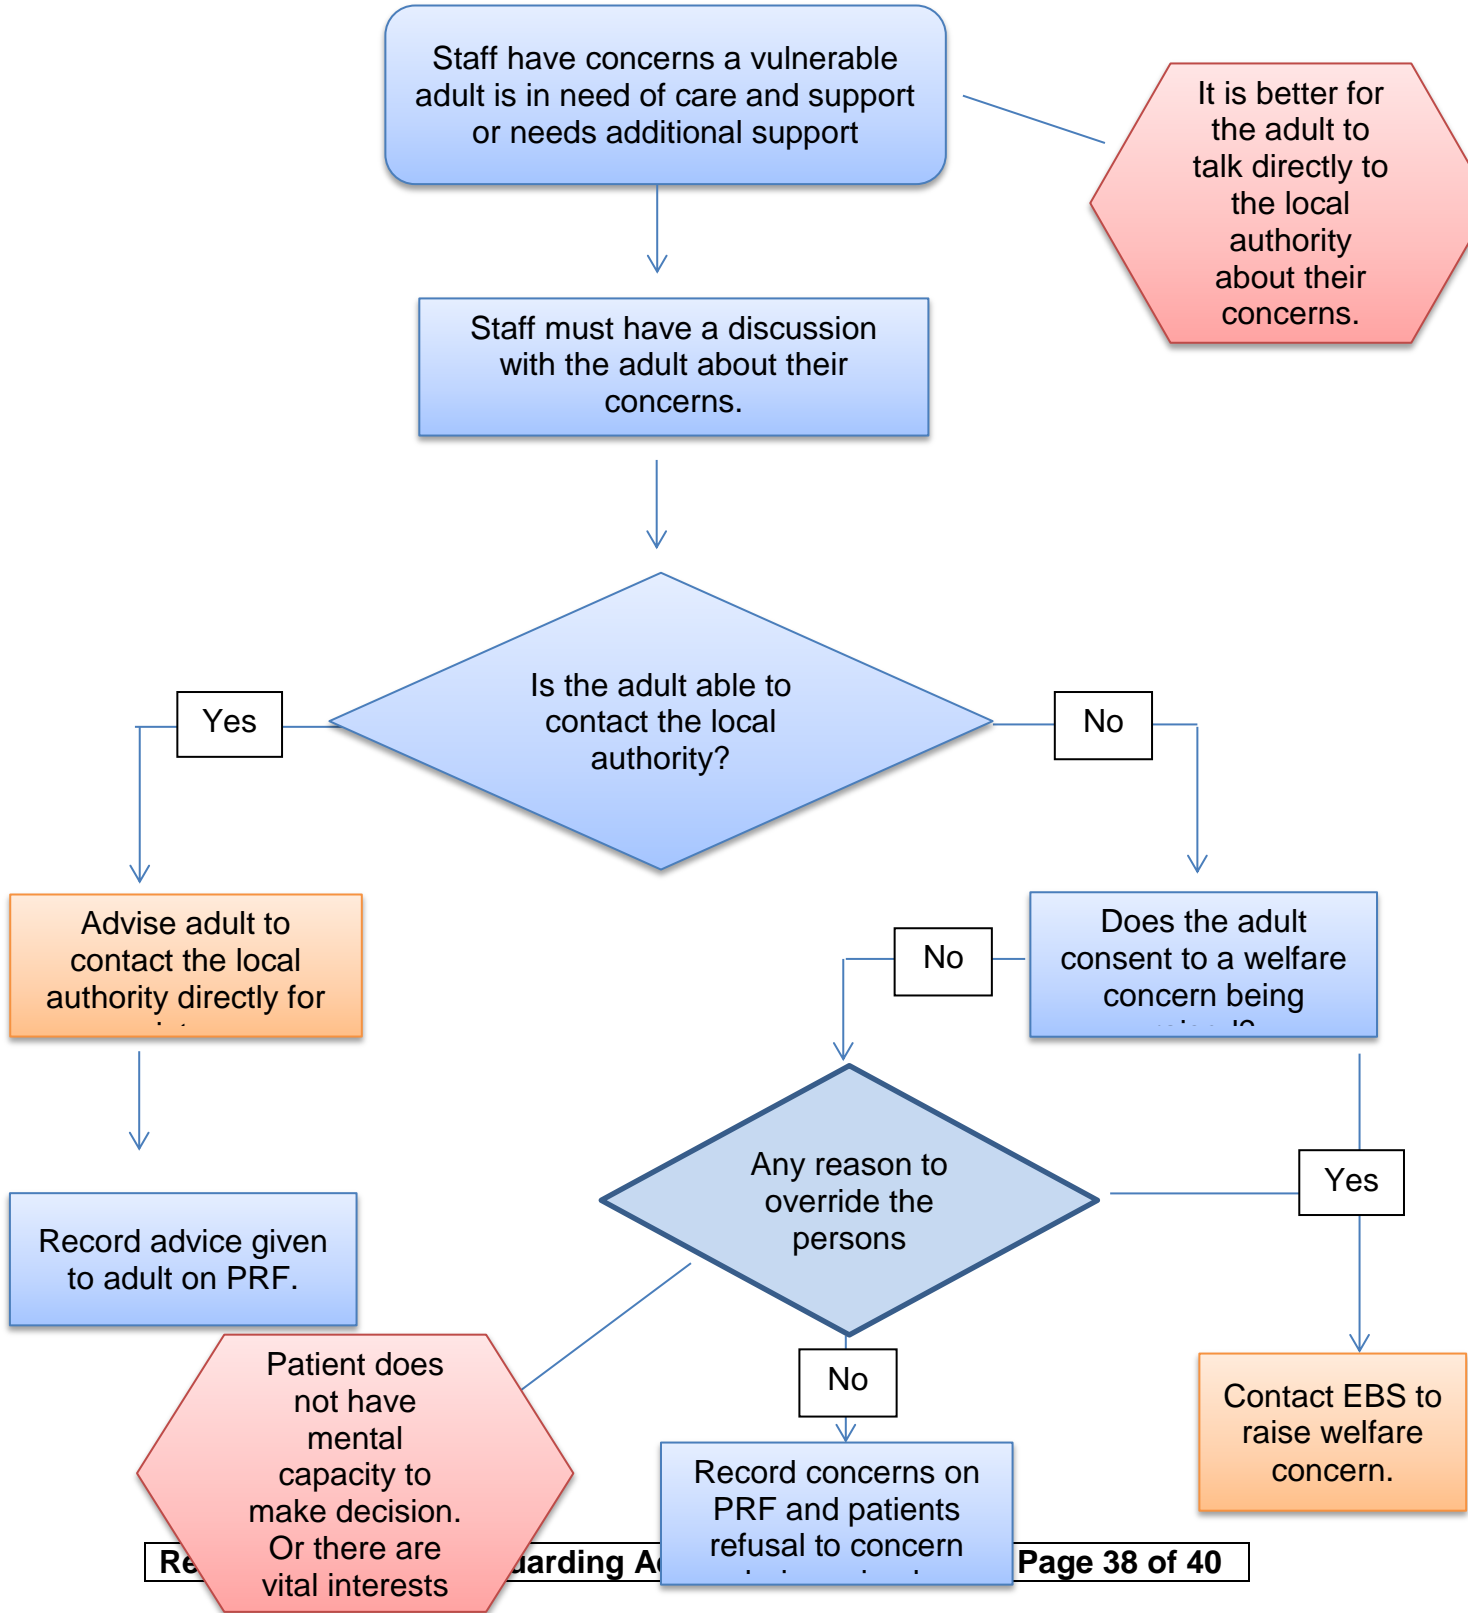 Staff have concerns a vulnerable
adult is in need of care and support
or needs additional support
It is better for
the adult to
talk directly to
the local
authority
about their
concerns.
Staff must have a discussion
with the adult about their
concerns.
Is the adult able to
contact the local
authority?
Yes
No
Advise adult to
contact the local
authority directly for
Does the adult
consent to a welfare
concern being
No
Any reason to
override the
persons
Yes
Record advice given
to adult on PRF.
Patient does
not have
mental
capacity to
make decision.
Or there are
vital interests
No
Record concerns on
PRF and patients
refusal to concern
Contact EBS to
raise welfare
concern.
Page 38 of 40